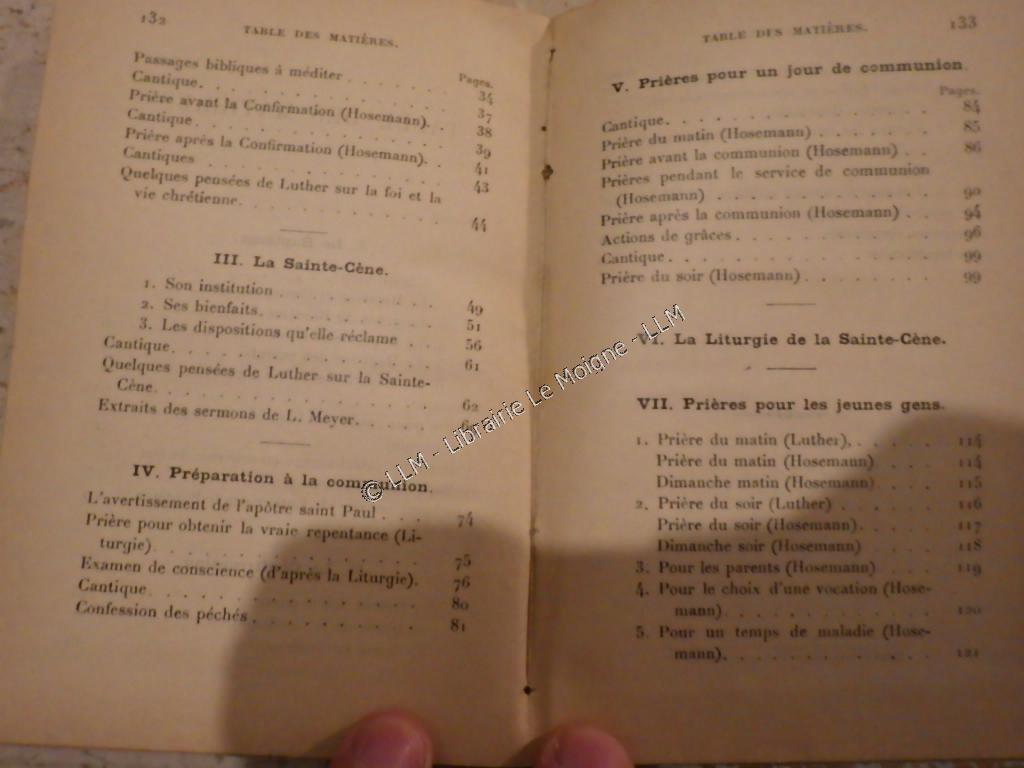 132
TABLE DES MATIÈRES.
Pages.
Passages bibliques à méditer . . . . . . 34
Cantique. . . . . . . . . . . . 37
Prière avant la Confirmation (Hosemann). . 38
Cantique. . . . . . . . . . . . 39
Prière après la Confirmation (Hosemann). . 41
Cantiques . . . . . . . . . . . 43
Quelques pensées de Luther sur la foi et la
vie chrétienne. . . . . . . . . . 44
III. La Sainte-Cène.
1. Son institution . . . . . . . . 49
2. Ses bienfaits. . . . . . . . . 51
3. Les dispositions qu'elle réclame . . 56
Cantique. . . . . . . . . . . . 61
Quelques pensées de Luther sur la Sainte-
Cène. . . . . . . . . . . . . 62
Extraits des sermons de L. Meyer. . . .
IV. Préparation à la communion.
L'avertissement de l'apôtre saint Paul . . . 74
Prière pour obtenir la vraie repentance (Li-
turgie). . . . . . . . . . . . 75
Examen de conscience (d'après la Liturgie). 76
Cantique. . . . . . . . . . . . 80
Confession des péchés . . . . . . . 81
TABLE DES MATIÈRES.
133
V. Prières pour un jour de communion.
Pages.
Cantique. . . . . . . . . . . . 84
Prière du matin (Hosemann) . . . . . 85
Prière avant la communion (Hosemann) . . 86
Prières pendant le service de communion
(Hosemann) . . . . . . . . . . 90
Prière après la communion (Hosemann) . . 94
Actions de grâces. . . . . . . . . 96
Cantique. . . . . . . . . . . . 99
Prière du soir (Hosemann). . . . . . 99
VI. La Liturgie de la Sainte-Cène.
VII. Prières pour les jeunes gens.
1. Prière du matin (Luther). . . . . 114
Prière du matin (Hosemann) . . . 114
Dimanche matin (Hosemann) . . . 115
2. Prière du soir (Luther) . . . . . 116
Prière du soir (Hosemann). . . . 117
Dimanche soir (Hosemann) . . . . 118
3. Pour les parents (Hosemann) . . . 119
4. Pour le choix d'une vocation (Hose-
mann). . . . . . . . . . . 120
5. Pour un temps de maladie (Hose-
mann). . . . . . . . . . . 121
© LLM - Librairie Le Moigne - LLM